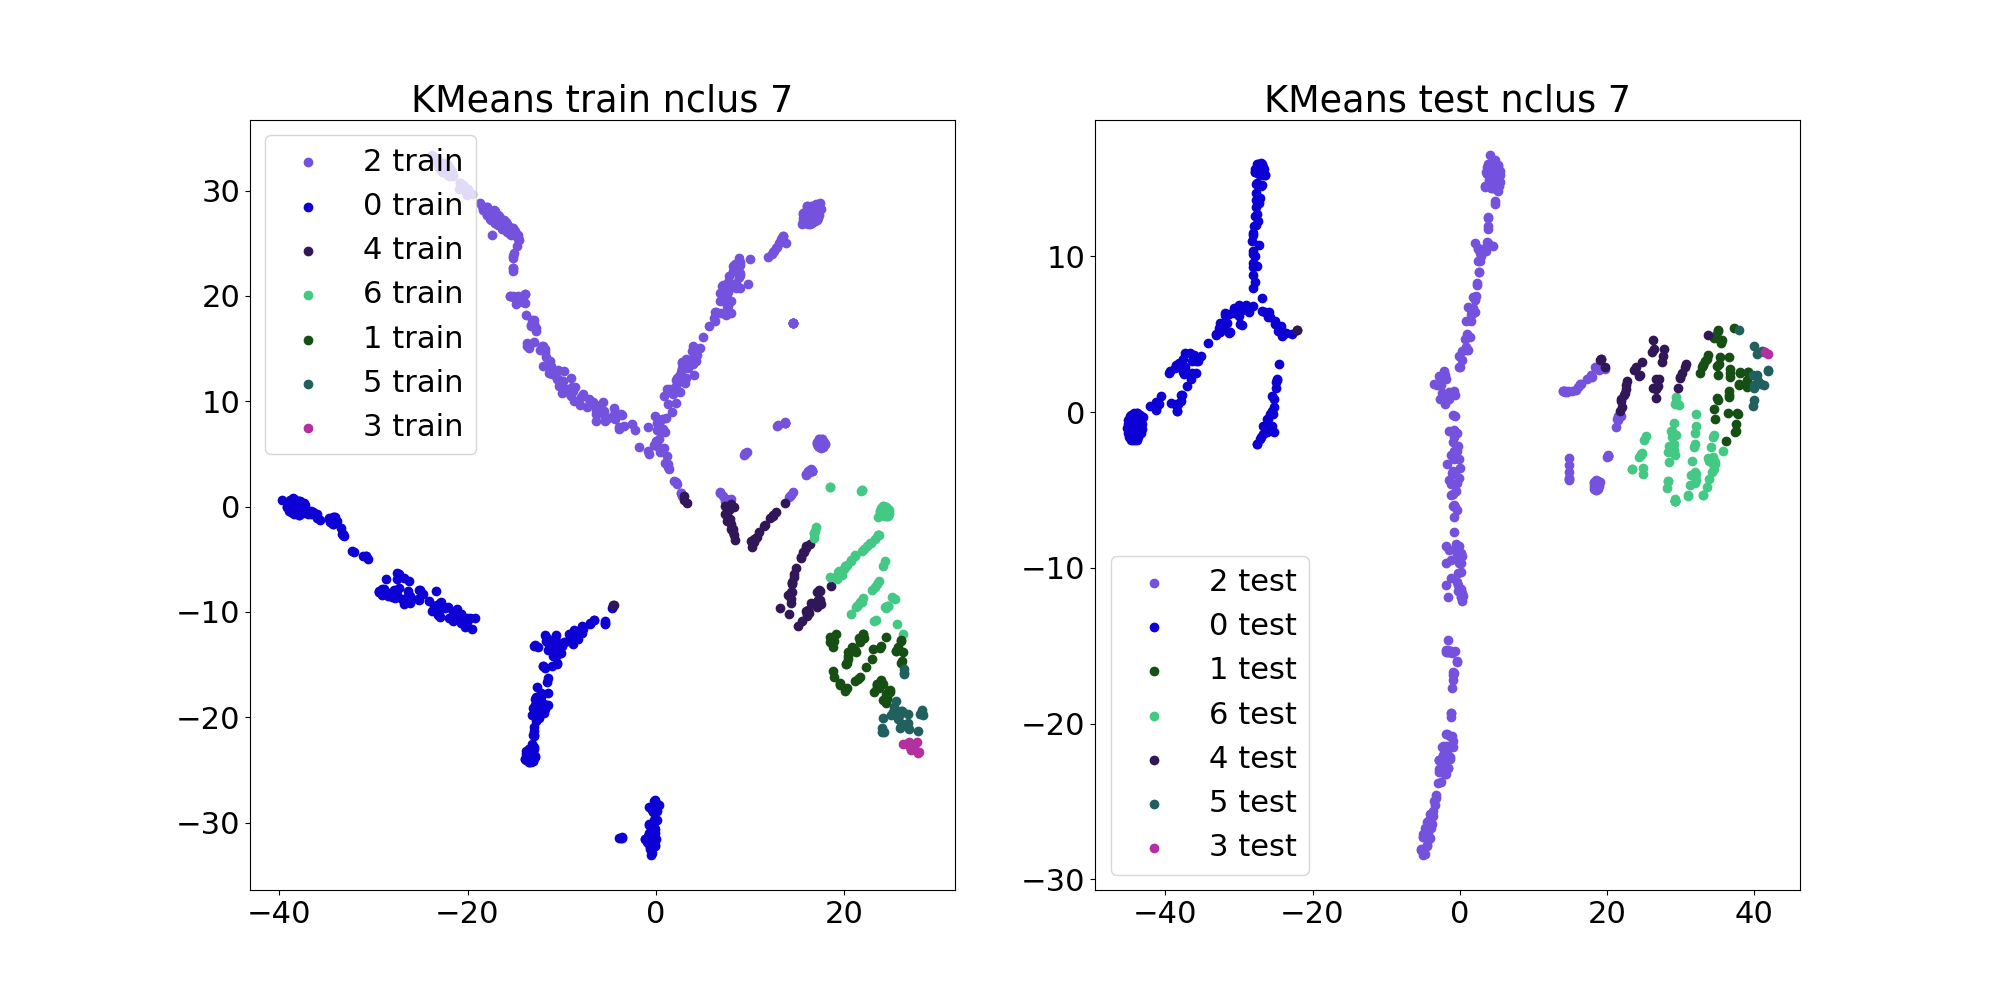 KMeans train nclus 7
2 train
0 train
4 train
6 train
1 train
5 train
3 train
30
20
10
0
−10
−20
−30
−40
−20
0
20
KMeans test nclus 7
10
0
−10
−20
−30
2 test
0 test
1 test
6 test
4 test
5 test
3 test
−40
−20
0
20
40